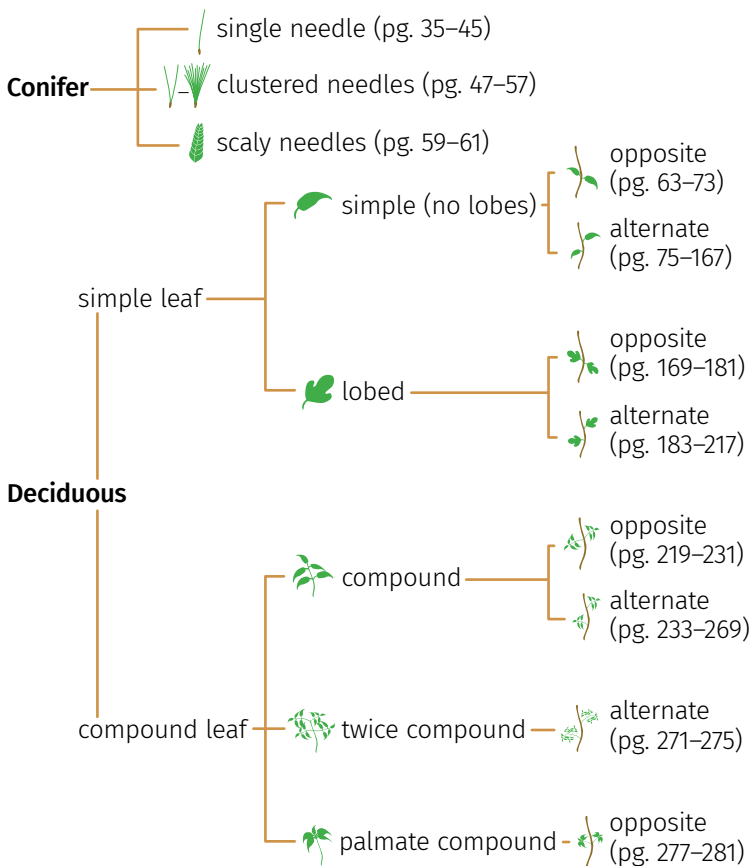 single needle (pg. 35–45)
Conifer
clustered needles (pg. 47–57)
scaly needles (pg. 59–61)
simple leaf
simple (no lobes)
opposite
(pg. 63–73)
alternate
(pg. 75–167)
lobed
opposite
(pg. 169–181)
alternate
(pg. 183–217)
Deciduous
compound leaf
compound
opposite
(pg. 219–231)
alternate
(pg. 233–269)
twice compound
alternate
(pg. 271–275)
palmate compound
opposite
(pg. 277–281)